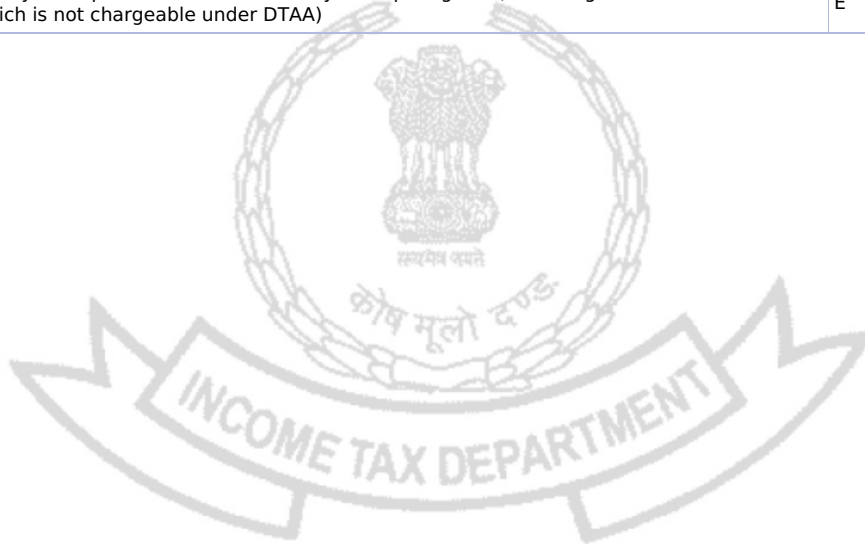 E
ich is not chargeable under DTAA)
सत्यमेव जयते
कोष मूलो दण्डः
INCOME TAX DEPARTMENT